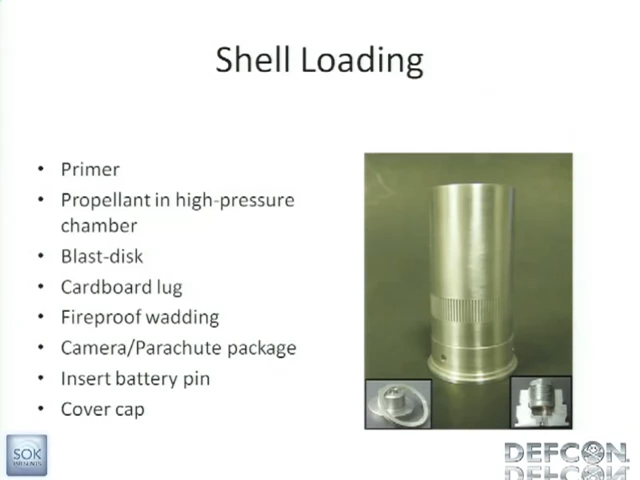 Shell Loading
• Primer
• Propellant in high-pressure
chamber
• Blast-disk
• Cardboard lug
• Fireproof wadding
• Camera/Parachute package
• Insert battery pin
• Cover cap
SOK
DEFCON